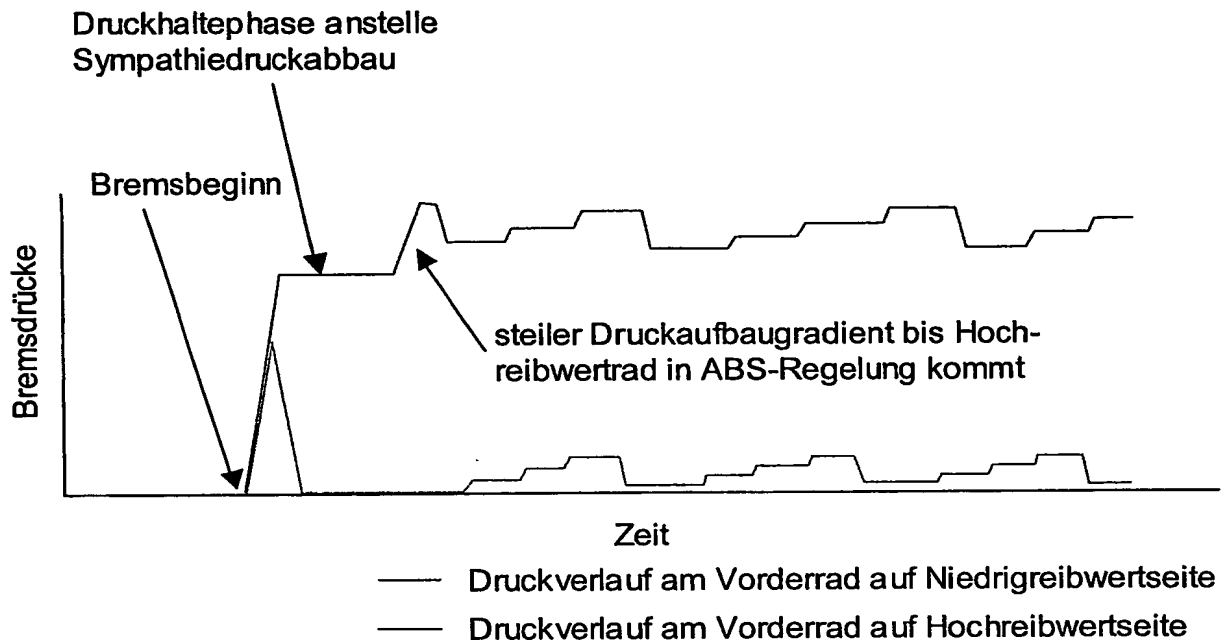 Druckhaltephase anstelle
Sympathiedruckabbau
Bremsbeginn
Bremsdrücke
steiler Druckaufbaugradient bis Hoch-
reibwertrad in ABS-Regelung kommt
Zeit
Druckverlauf am Vorderrad auf Niedrigreibwertseite
Druckverlauf am Vorderrad auf Hochreibwertseite